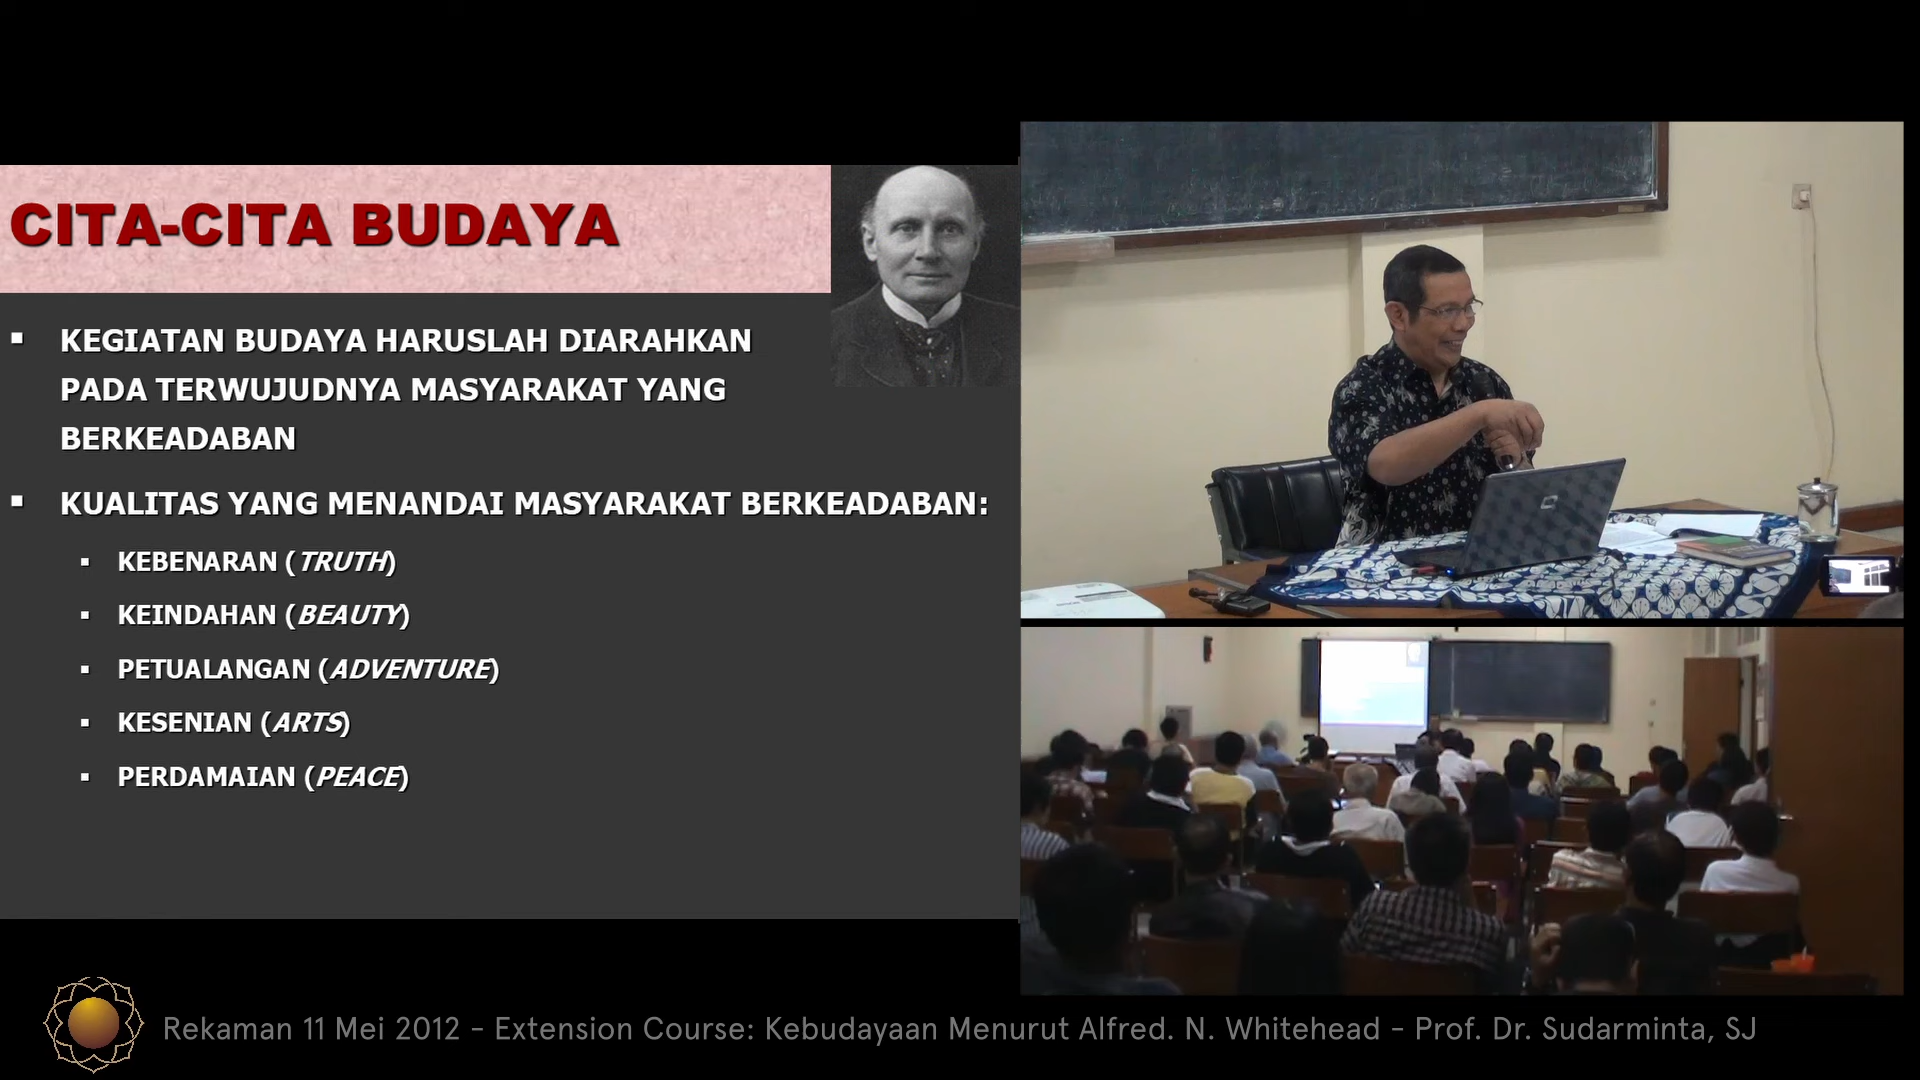 CITA-CITA BUDAYA
KEGIATAN BUDAYA HARUSLAH DIARAHKAN
PADA TERWUJUDNYA MASYARAKAT YANG
BERKEADABAN
KUALITAS YANG MENANDAI MASYARAKAT BERKEADABAN:
KEBENARAN (TRUTH)
KEINDAHAN (BEAUTY)
PETUALANGAN (ADVENTURE)
KESENIAN (ARTS)
PERDAMAIAN (PEACE)
Rekaman 11 Mei 2012 - Extension Course: Kebudayaan Menurut Alfred. N. Whitehead - Prof. Dr. Sudarminta, SJ